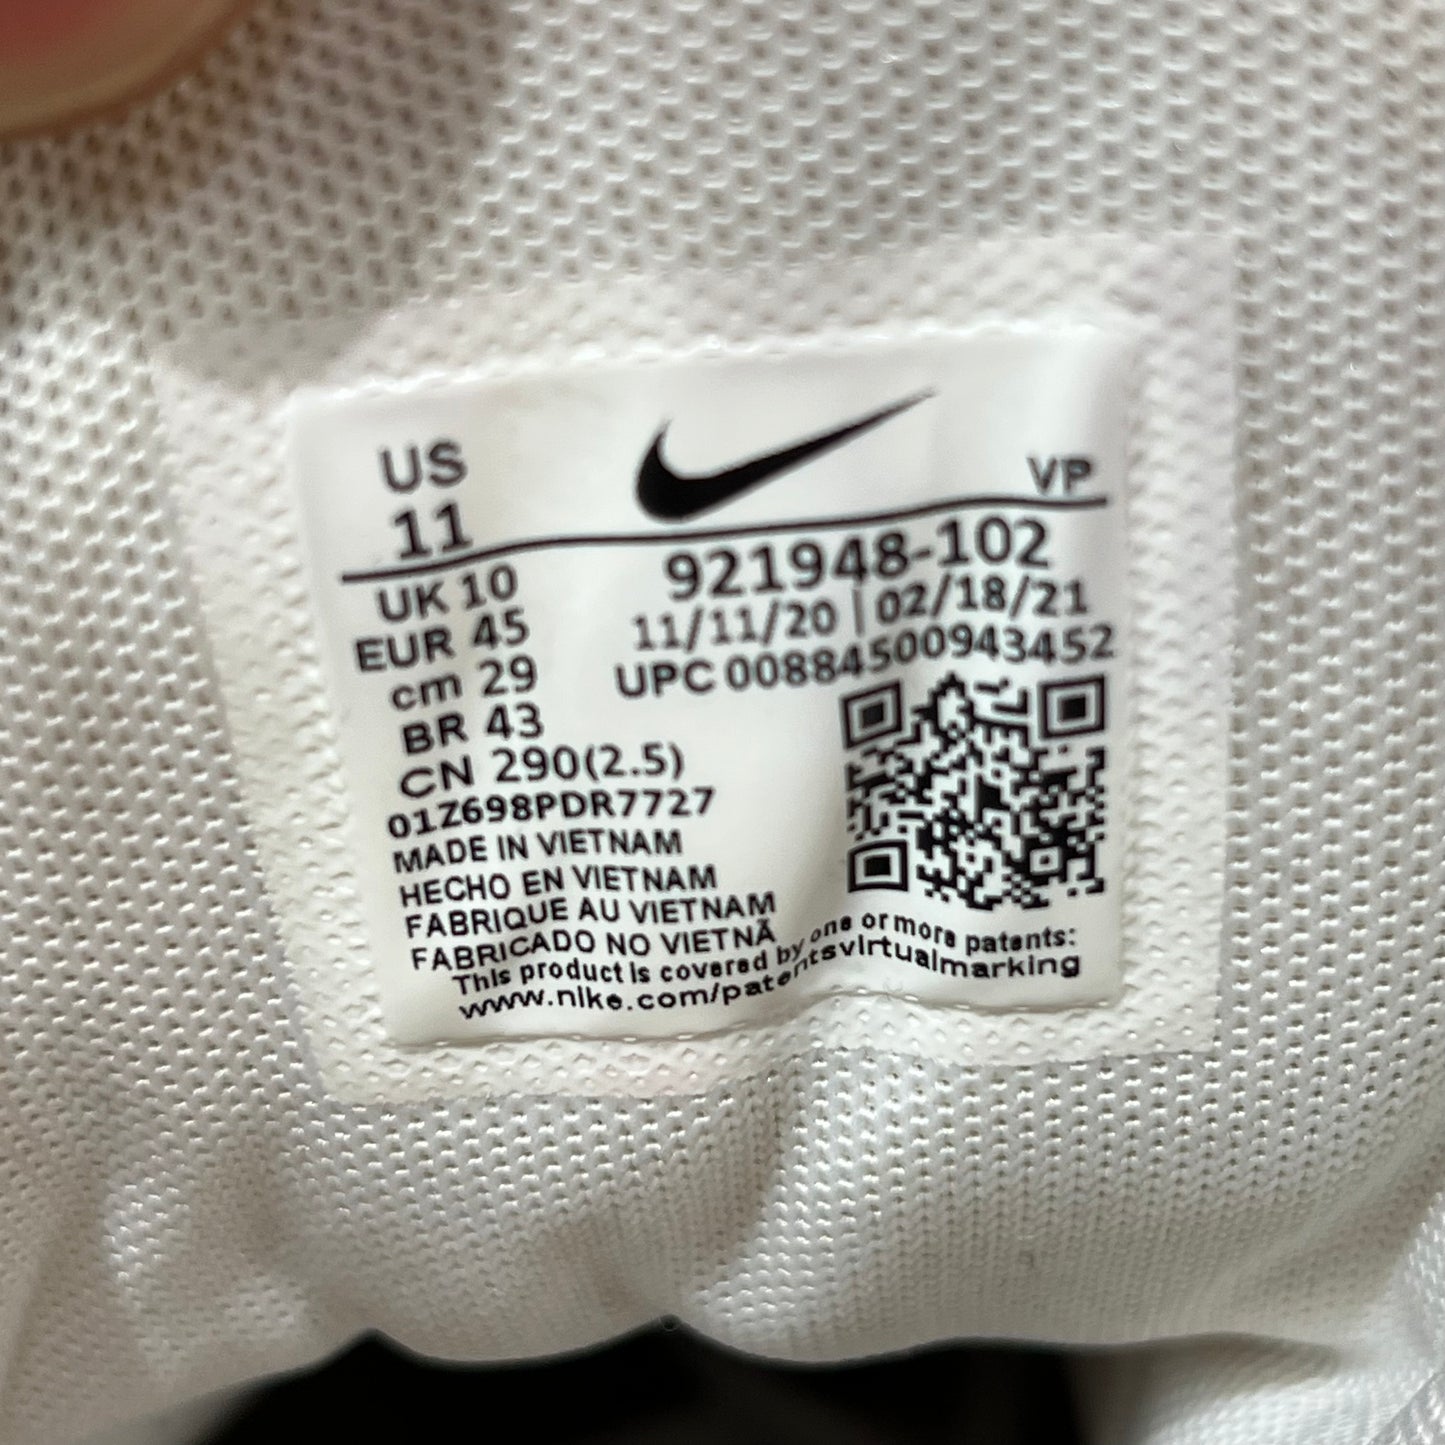 US
11
VP
UK 10
EUR 45
cm 29
BR 43
CN 290(2.5)
921948-102
11/11/20 | 02/18/21
UPC 00884500943452
01Z698PDR7727
MADE IN VIETNAM
HECHO EN VIETNAM
FABRIQUE AU VIETNAM
FABRICADO NO VIETNÃ
This product is covered by one or more patents:
www.nike.com/patentsvirtualmarking